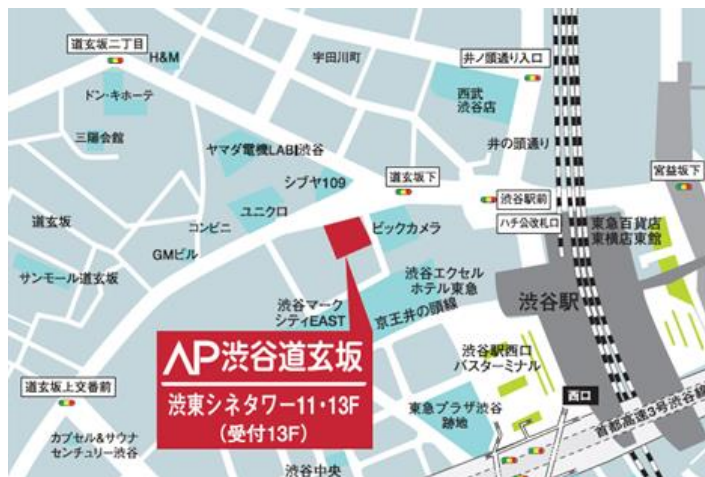 道玄坂二丁目
H&M
宇田川町
井ノ頭通り入口
ドン・キホーテ
西武
渋谷店
三陽会館
ヤマダ電機LABI渋谷
井の頭通り
シブヤ109
道玄坂下
宮益坂下
渋谷駅前
道玄坂
コンビニ
ユニクロ
ビックカメラ
ハチ公改札口
東急百貨店
東横店東館
GMビル
サンモール道玄坂
渋谷エクセル
ホテル東急
渋谷駅
渋谷マーク
シティEAST
京王井の頭線
AP渋谷道玄坂
渋谷駅西口
バスターミナル
道玄坂上交番前
渋東シネタワー11・13F
(受付13F)
西口
東急プラザ渋谷
跡地
首都高速3号渋谷線
カプセル&サウナ
センチュリー渋谷
渋谷中央